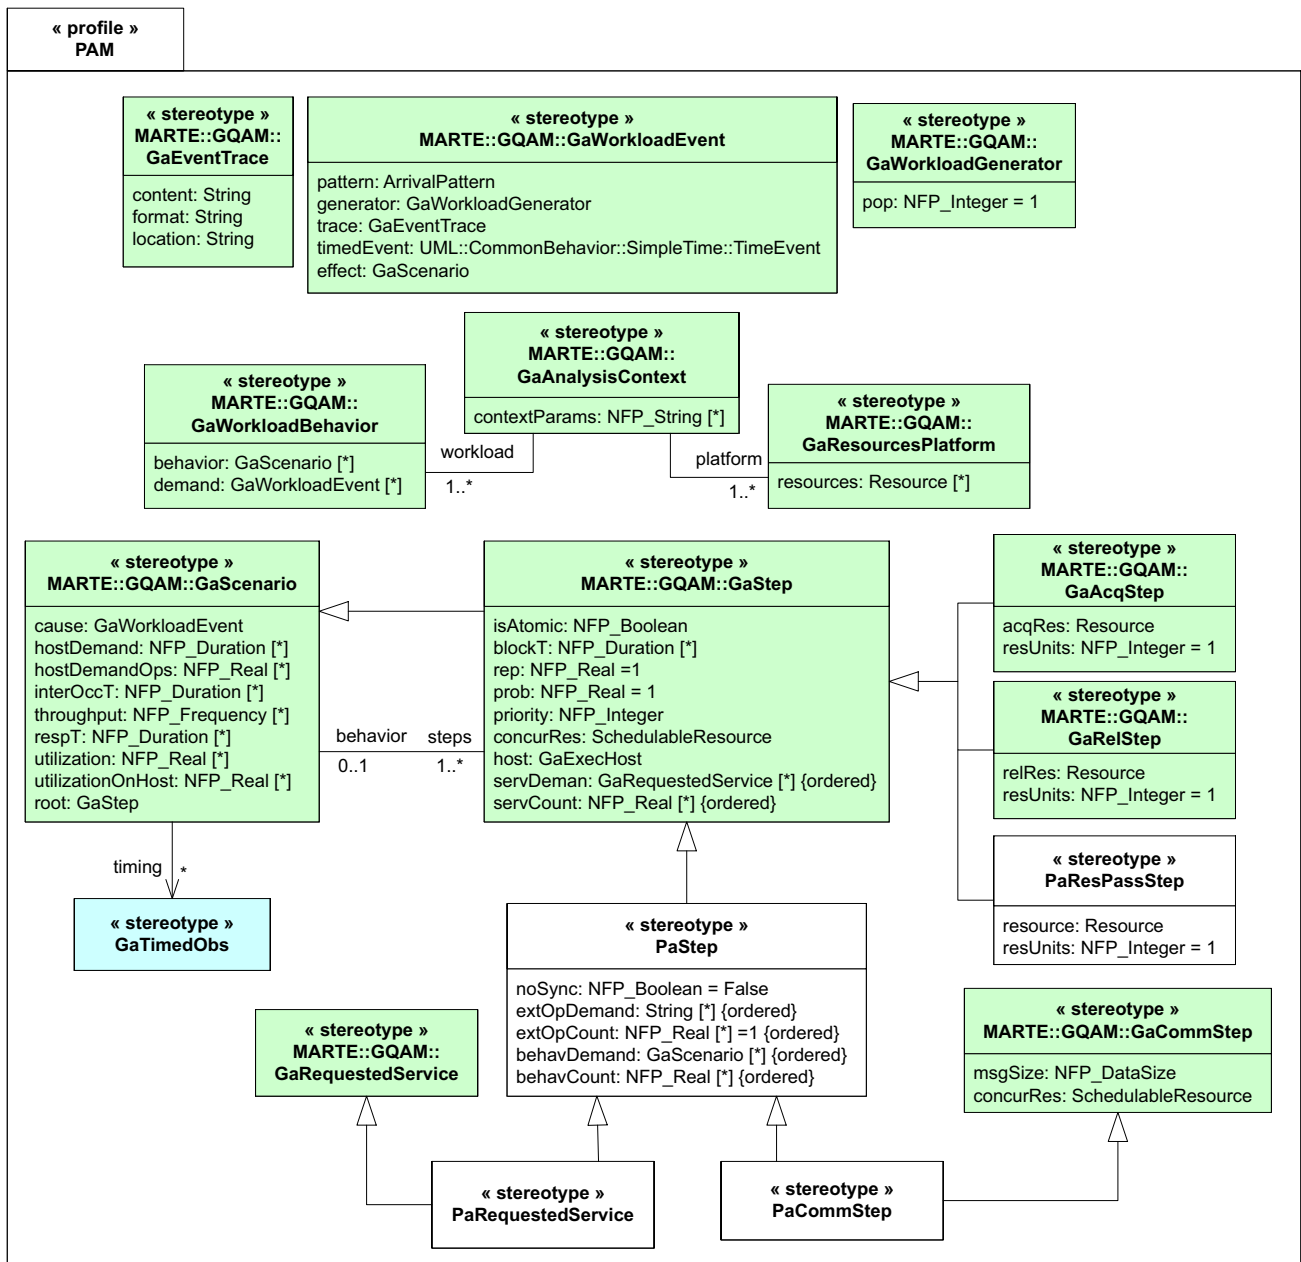 « profile »
PAM
« stereotype »
MARTE::GQAM::
GaEventTrace
content: String
format: String
location: String
« stereotype »
MARTE::GQAM::GaWorkloadEvent
pattern: ArrivalPattern
generator: GaWorkloadGenerator
trace: GaEventTrace
timedEvent: UML::CommonBehavior::SimpleTime::TimeEvent
effect: GaScenario
« stereotype »
MARTE::GQAM::
GaWorkloadGenerator
pop: NFP_Integer = 1
« stereotype »
MARTE::GQAM::
GaAnalysisContext
contextParams: NFP_String [*]
« stereotype »
MARTE::GQAM::
GaWorkloadBehavior
behavior: GaScenario [*]
demand: GaWorkloadEvent [*]
workload
1..*
platform
1..*
« stereotype »
MARTE::GQAM::
GaResourcesPlatform
resources: Resource [*]
« stereotype »
MARTE::GQAM::GaScenario
cause: GaWorkloadEvent
hostDemand: NFP_Duration [*]
hostDemandOps: NFP_Real [*]
interOccT: NFP_Duration [*]
throughput: NFP_Frequency [*]
respT: NFP_Duration [*]
utilization: NFP_Real [*]
utilizationOnHost: NFP_Real [*]
root: GaStep
behavior steps
0..1 1..*
« stereotype »
MARTE::GQAM::GaStep
isAtomic: NFP_Boolean
blockT: NFP_Duration [*]
rep: NFP_Real =1
prob: NFP_Real = 1
priority: NFP_Integer
concurRes: SchedulableResource
host: GaExecHost
servDeman: GaRequestedService [*] {ordered}
servCount: NFP_Real [*] {ordered}
« stereotype »
MARTE::GQAM::
GaAcqStep
acqRes: Resource
resUnits: NFP_Integer = 1
« stereotype »
MARTE::GQAM::
GaRelStep
relRes: Resource
resUnits: NFP_Integer = 1
« stereotype »
PaResPassStep
resource: Resource
resUnits: NFP_Integer = 1
timing *
« stereotype »
GaTimedObs
« stereotype »
PaStep
noSync: NFP_Boolean = False
extOpDemand: String [*] {ordered}
extOpCount: NFP_Real [*] =1 {ordered}
behavDemand: GaScenario [*] {ordered}
behavCount: NFP_Real [*] {ordered}
« stereotype »
MARTE::GQAM::
GaRequestedService
« stereotype »
MARTE::GQAM::GaCommStep
msgSize: NFP_DataSize
concurRes: SchedulableResource
« stereotype »
PaRequestedService
« stereotype »
PaCommStep